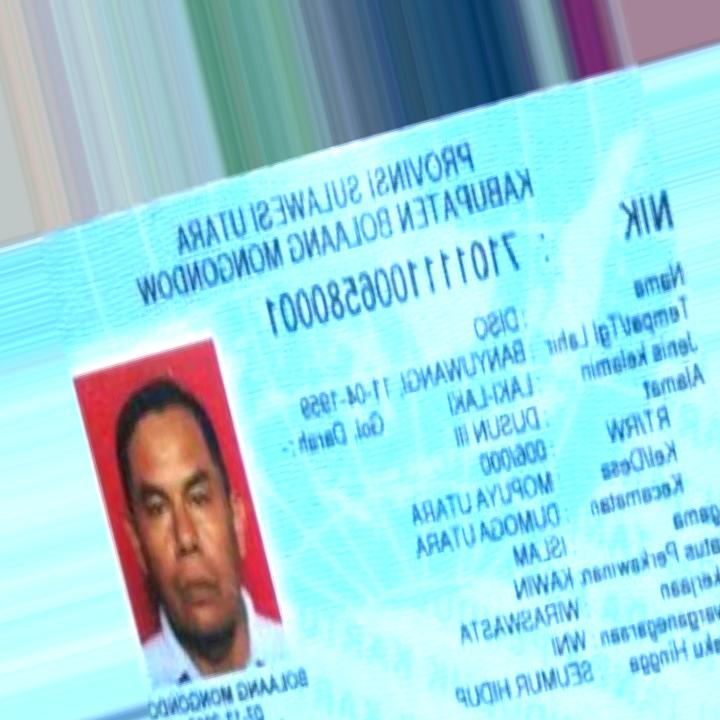 PROVINSI SULAWESI UTARA
KABUPATEN BOLAANG MONGONDOW
NIK : 7101111006580001
Nama : DISO
Tempat/Tgl Lahir : BANYUWANGI, 11-04-1959
Jenis kelamin : LAKI-LAKI Gol. Darah : -
Alamat : DUSUN III
RT/RW : 006/000
Kel/Desa : MOPUYA UTARA
Kecamatan : DUMOGA UTARA
gama : ISLAM
atus Perkawinan: KAWIN
kerjaan : WIRASWASTA
warganegaraan : WNI
aku Hingga : SEUMUR HIDUP
BOLAANG MONGONDO